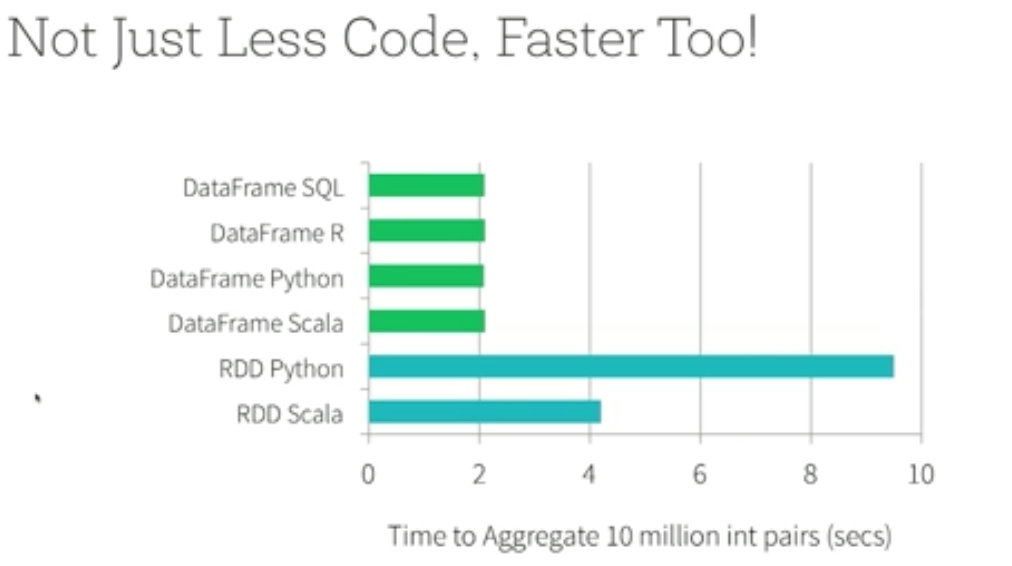 Not Just Less Code, Faster Too!
DataFrame SQL
DataFrame R
DataFrame Python
DataFrame Scala
RDD Python
RDD Scala
0 2 4 6 8 10
Time to Aggregate 10 million int pairs (secs)